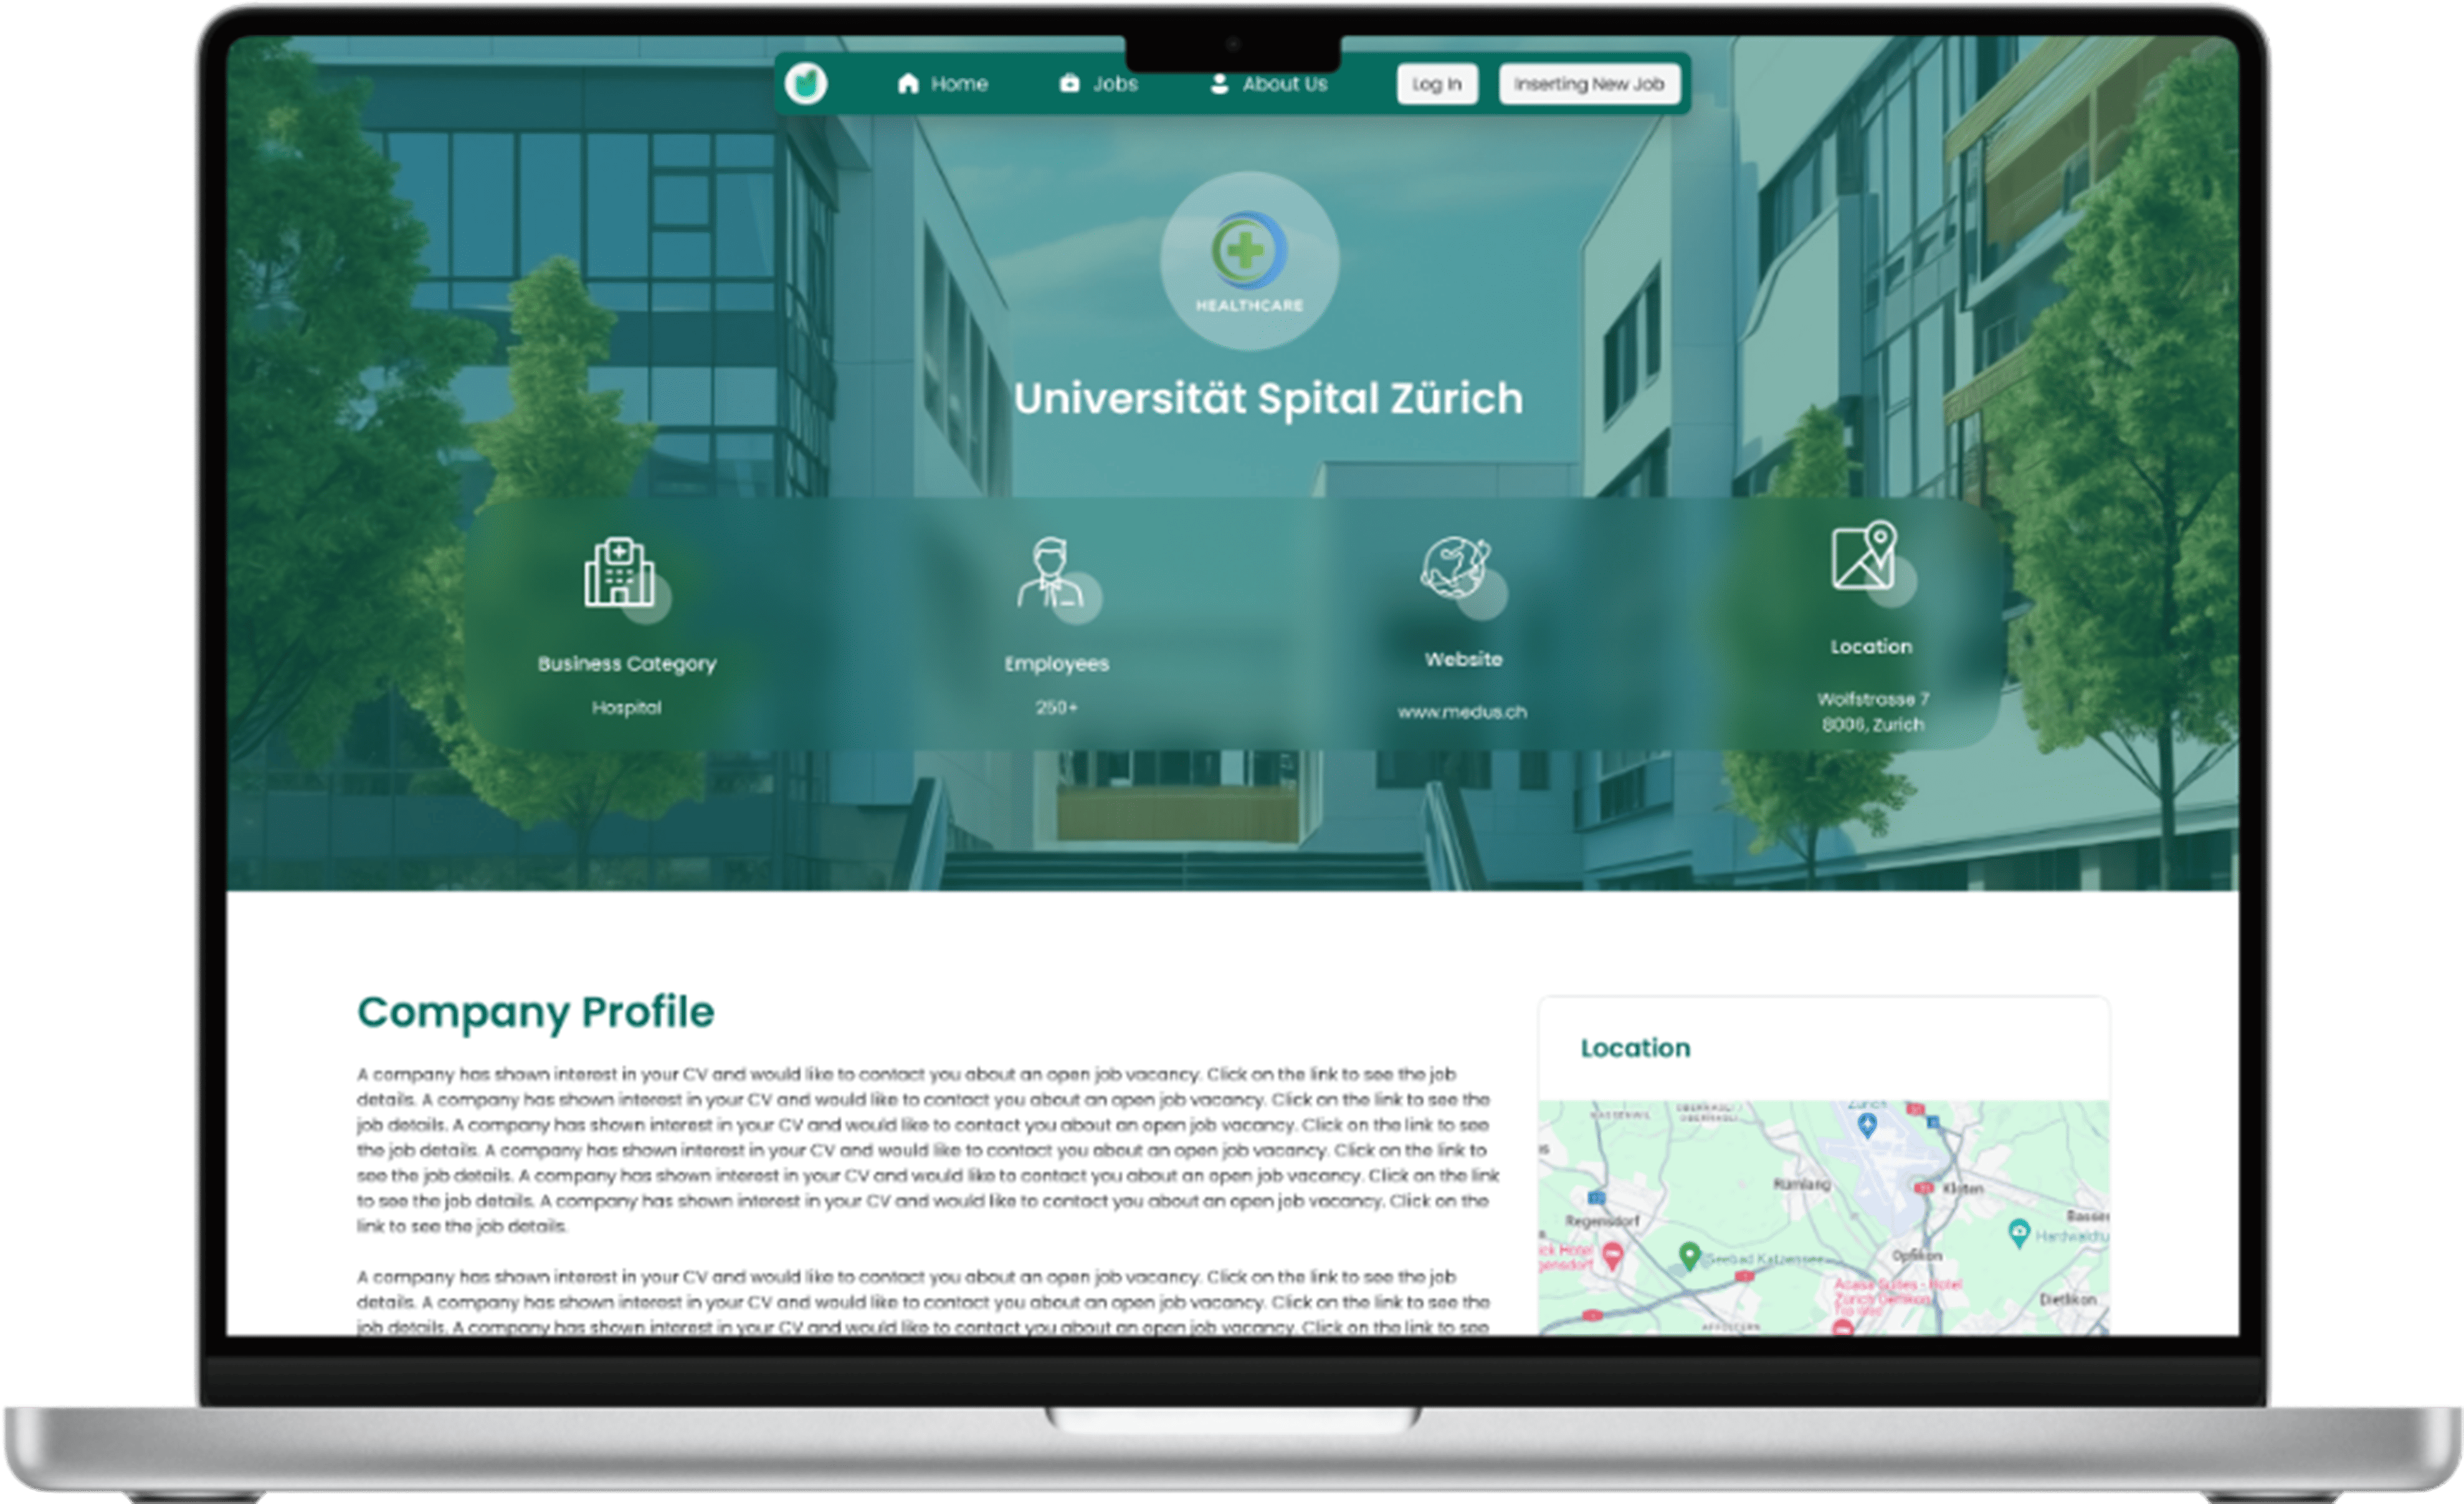 Home
Jobs
About Us
Log In
Inserting New Job
HEALTHCARE
Universität Spital Zürich
Business Category
Hospital
Employees
250+
Website
www.medus.ch
Location
Wolfstrasse 7
8006, Zurich
Company Profile
A company has shown interest in your CV and would like to contact you about an open job vacancy. Click on the link to see the job
details. A company has shown interest in your CV and would like to contact you about an open job vacancy. Click on the link to see the
job details. A company has shown interest in your CV and would like to contact you about an open job vacancy. Click on the link to see
the job details. A company has shown interest in your CV and would like to contact you about an open job vacancy. Click on the link to
see the job details. A company has shown interest in your CV and would like to contact you about an open job vacancy. Click on the link
to see the job details. A company has shown interest in your CV and would like to contact you about an open job vacancy. Click on the
link to see the job details.
A company has shown interest in your CV and would like to contact you about an open job vacancy. Click on the link to see the job
details. A company has shown interest in your CV and would like to contact you about an open job vacancy. Click on the link to see the
job details. A company has shown interest in your CV and would like to contact you about an open job vacancy. Click on the link to see
Location
Zürich
Rümlang
Kloten
Regensdorf
Basser
Hardwaldtu
ck Hotel
gensdorf
Seebad Katzensee
Opfikon
Acasa Suites - Hotel
Zürich Oerlikon
Dietlikon
AFFOLTERN